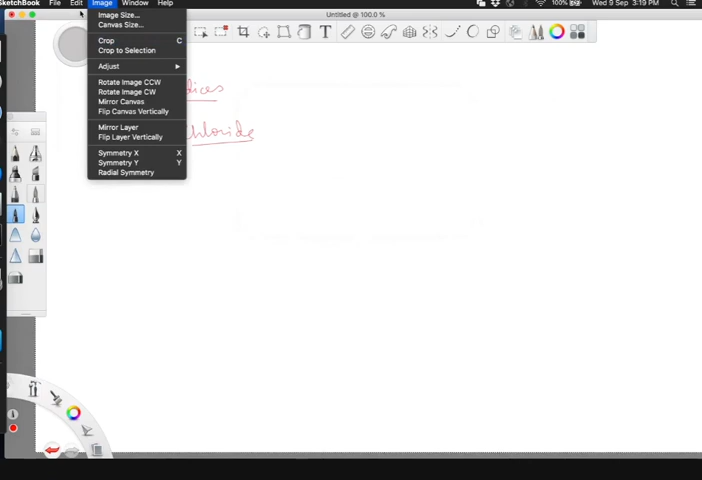 SketchBook File Edit Image Window Help 100% Wed 9 Sep 3:19 PM
Untitled @ 100.0 %
Image Size...
Canvas Size...
Crop C
Crop to Selection
Adjust
Rotate Image CCW
Rotate Image CW
Mirror Canvas
Flip Canvas Vertically
Mirror Layer
Flip Layer Vertically
Symmetry X X
Symmetry Y Y
Radial Symmetry
dices
hloride